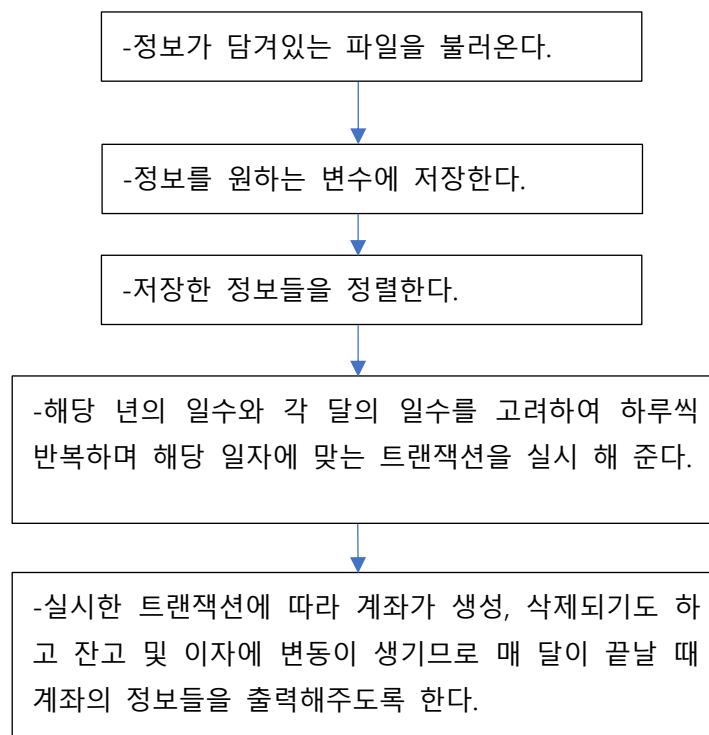 -정보가 담겨있는 파일을 불러온다.
-정보를 원하는 변수에 저장한다.
-저장한 정보들을 정렬한다.
-해당 년의 일수와 각 달의 일수를 고려하여 하루씩
반복하며 해당 일자에 맞는 트랜잭션을 실시 해 준다.
-실시한 트랜잭션에 따라 계좌가 생성, 삭제되기도 하
고 잔고 및 이자에 변동이 생기므로 매 달이 끝날 때
계좌의 정보들을 출력해주도록 한다.